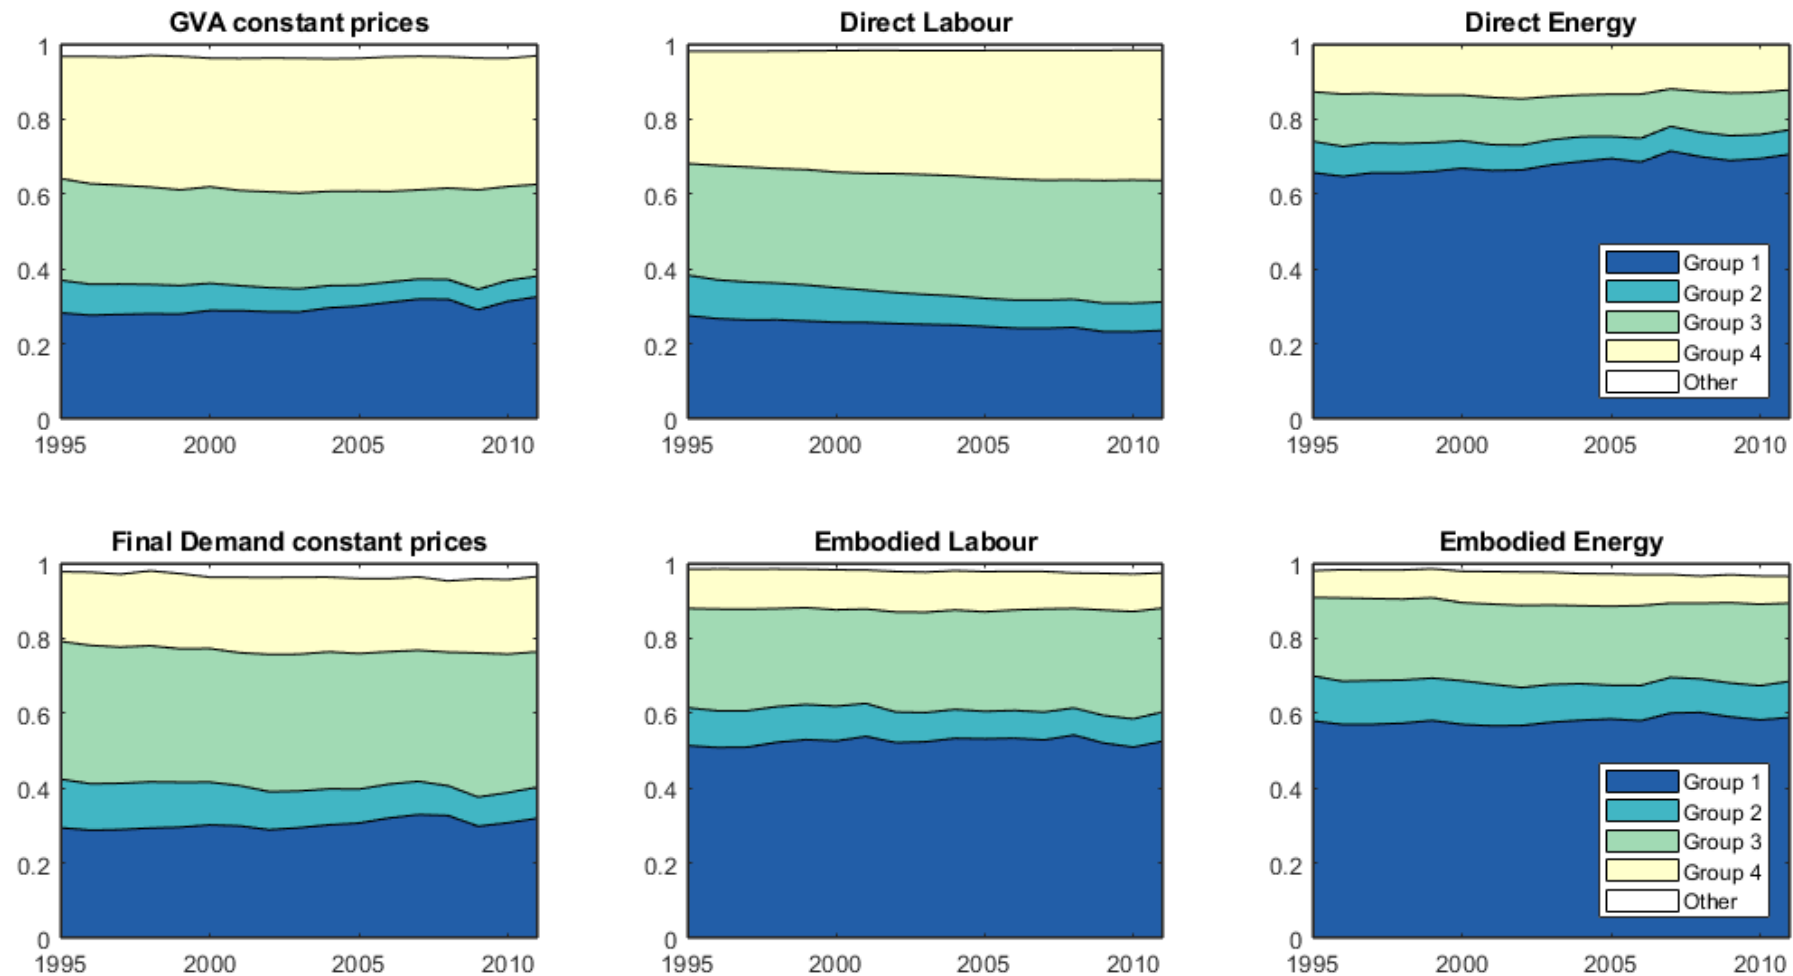 GVA constant prices
1
0.8
0.6
0.4
0.2
0
1995 2000 2005 2010
Direct Labour
1
0.8
0.6
0.4
0.2
0
1995 2000 2005 2010
Direct Energy
1
0.8
0.6
0.4
0.2
0
1995 2000 2005 2010
Group 1
Group 2
Group 3
Group 4
Other
Final Demand constant prices
1
0.8
0.6
0.4
0.2
0
1995 2000 2005 2010
Embodied Labour
1
0.8
0.6
0.4
0.2
0
1995 2000 2005 2010
Embodied Energy
1
0.8
0.6
0.4
0.2
0
1995 2000 2005 2010
Group 1
Group 2
Group 3
Group 4
Other